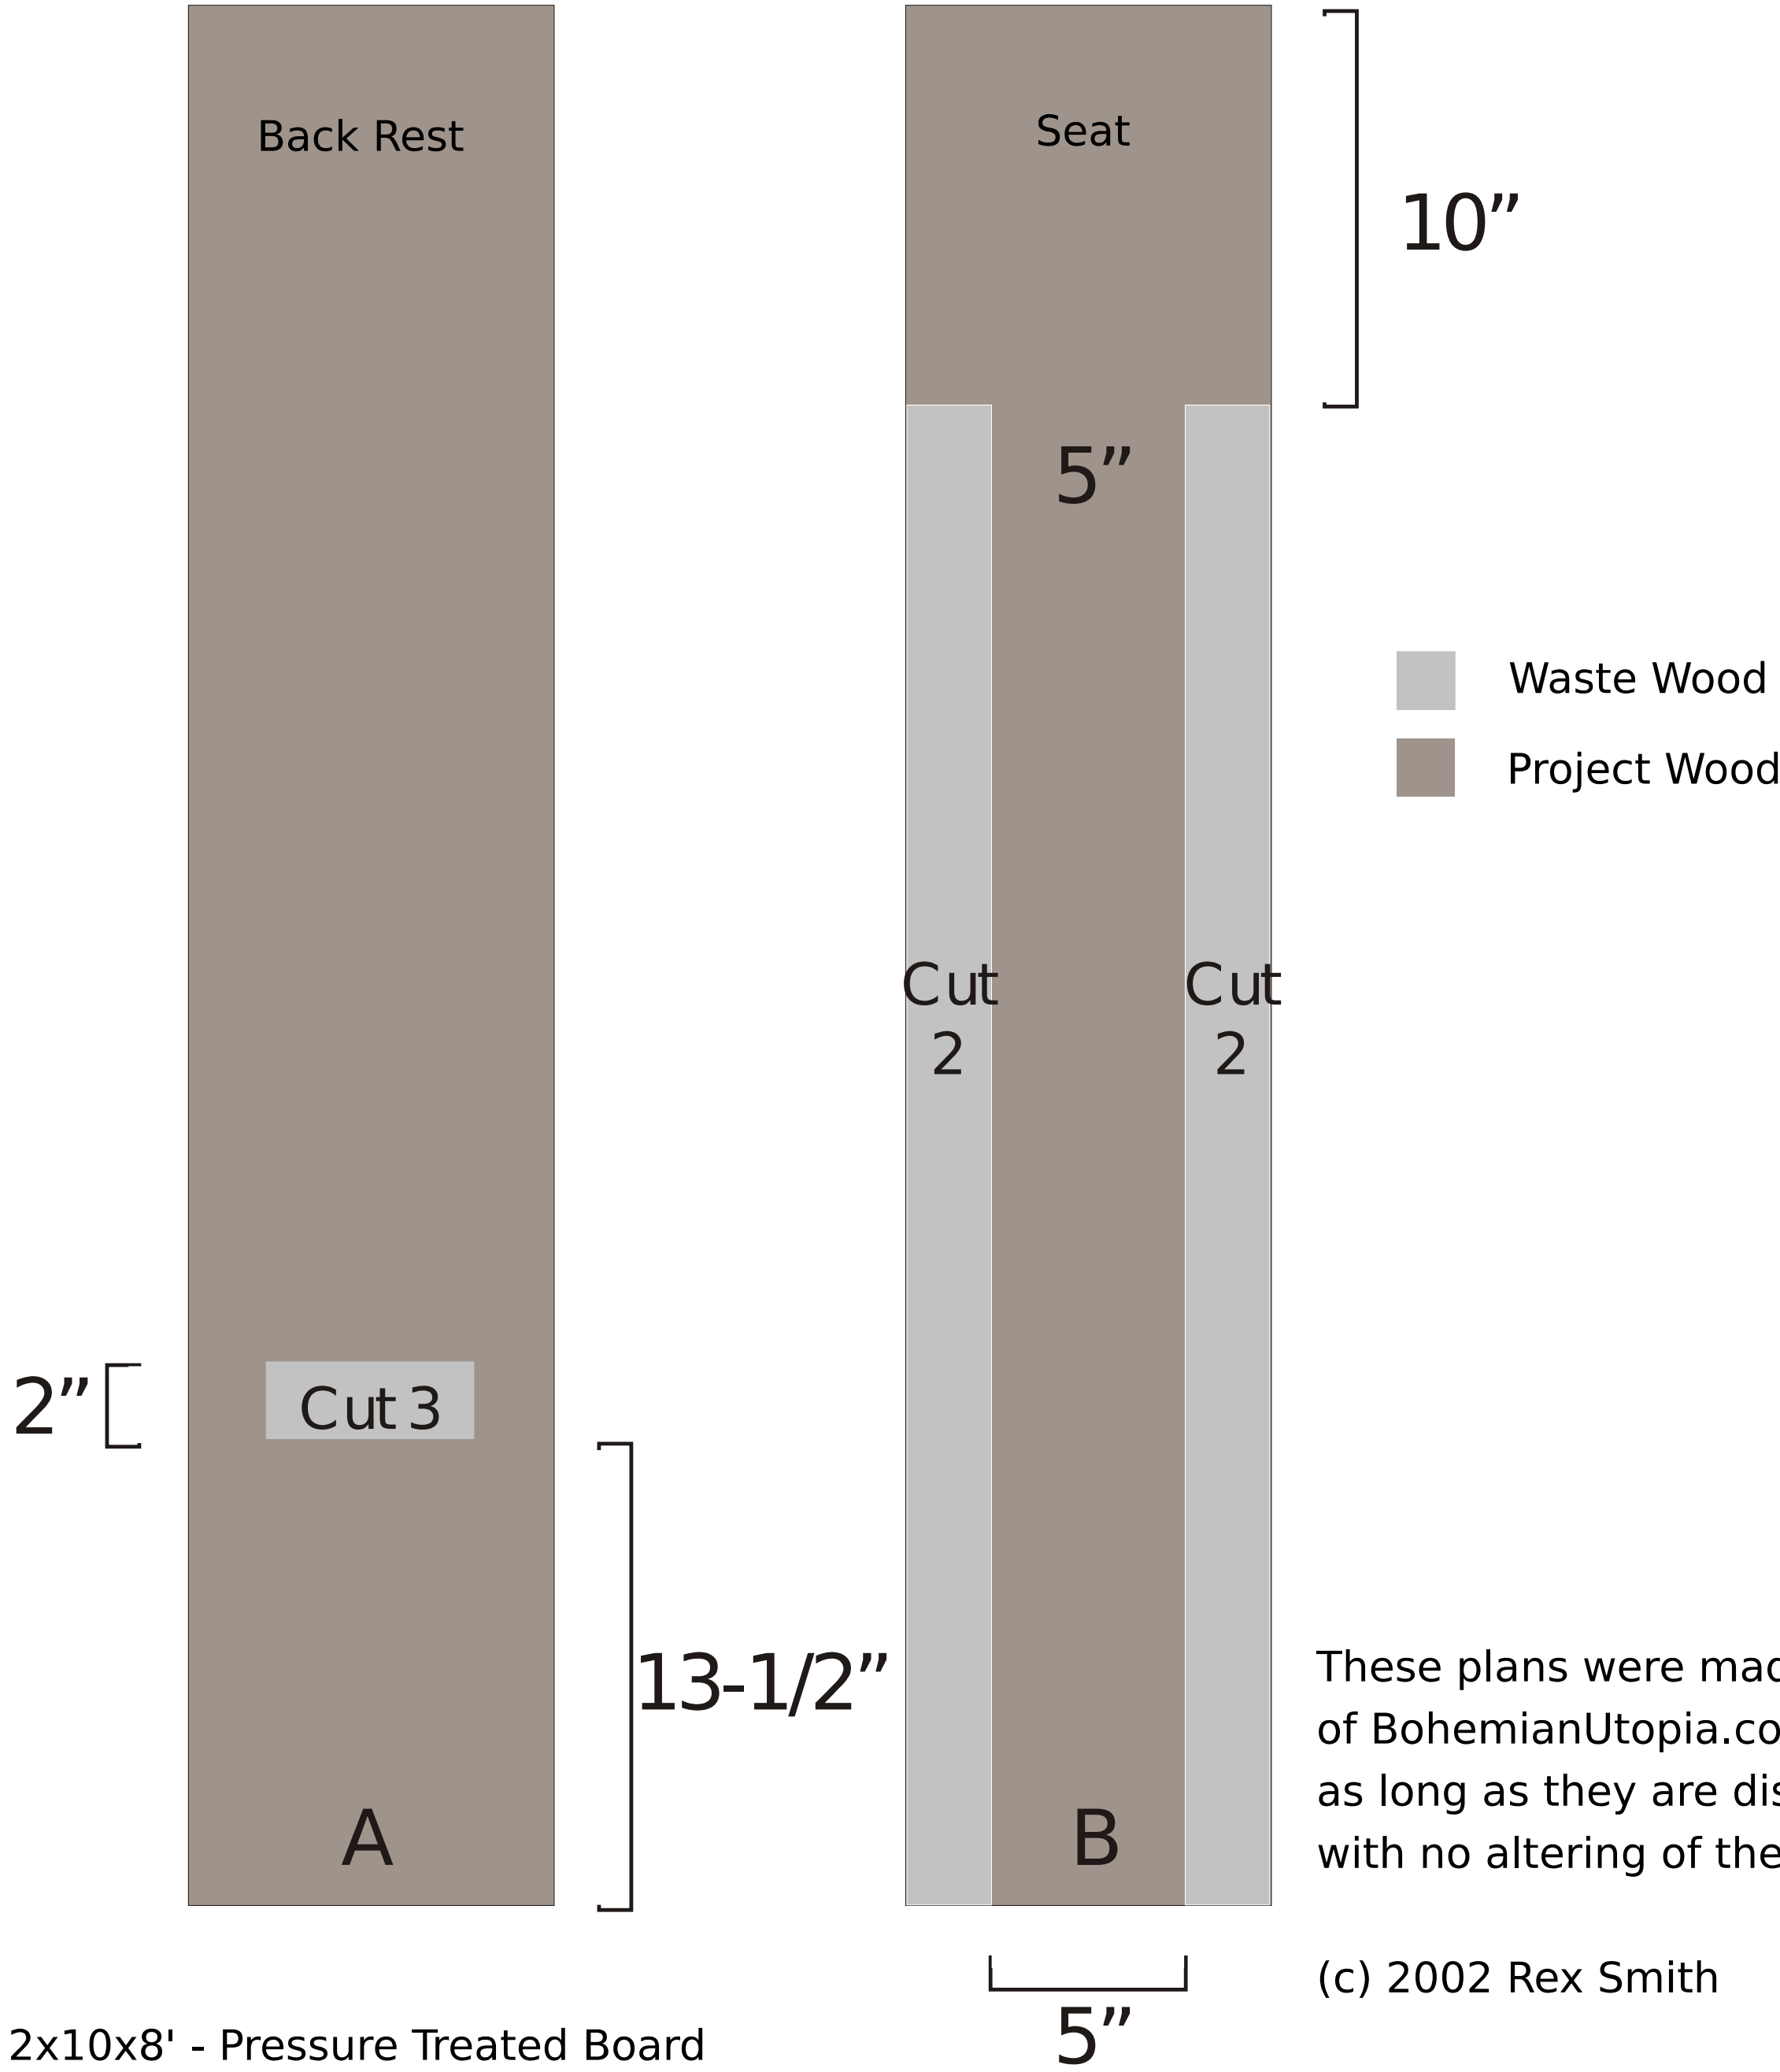 Back Rest
Seat
10”
5”
Waste Wood
Project Wood
Cut
2
Cut
2
2”
Cut 3
13-1/2”
These plans were mad
of BohemianUtopia.co
as long as they are dis
with no altering of the
A
B
(c) 2002 Rex Smith
5”
2x10x8' - Pressure Treated Board